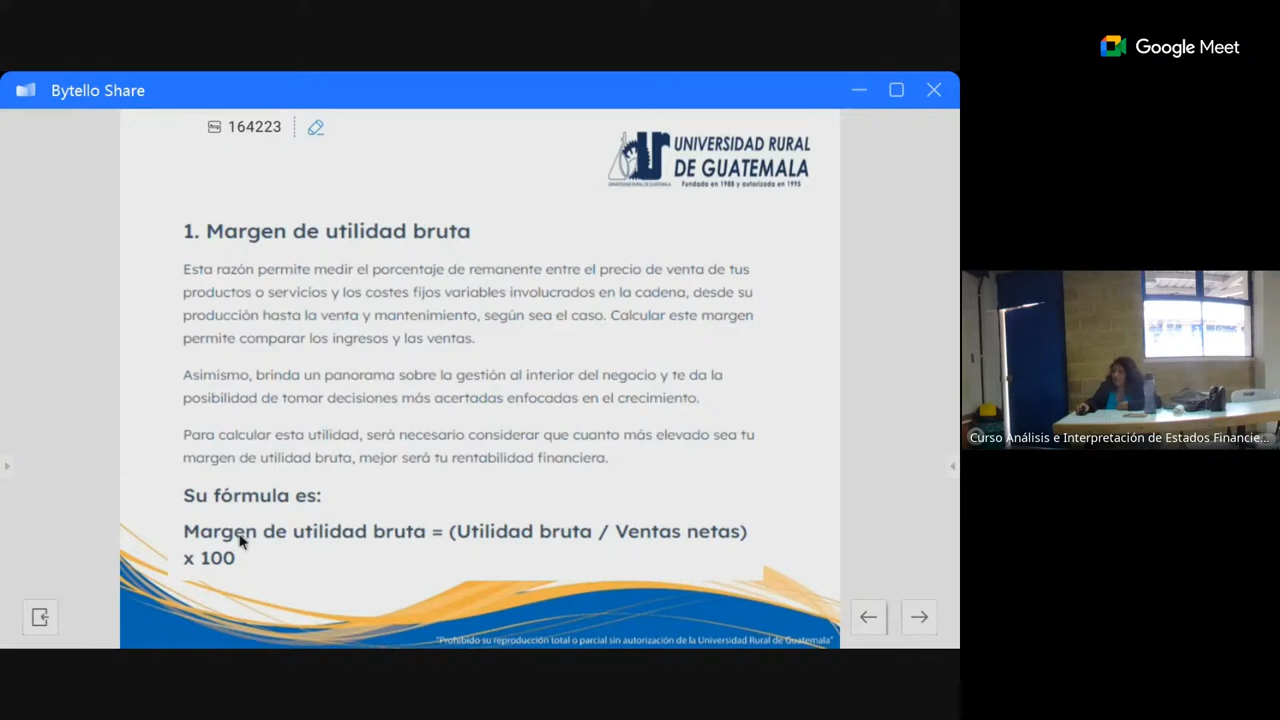 Google Meet
Bytello Share
164223
UNIVERSIDAD RURAL
DE GUATEMALA
Fundada en 1988 y autorizada en 1995
UNIVERSIDAD RURAL DE GUATEMALA
1. Margen de utilidad bruta
Esta razón permite medir el porcentaje de remanente entre el precio de venta de tus
productos o servicios y los costes fijos variables involucrados en la cadena, desde su
producción hasta la venta y mantenimiento, según sea el caso. Calcular este margen
permite comparar los ingresos y las ventas.
Asimismo, brinda un panorama sobre la gestión al interior del negocio y te da la
posibilidad de tomar decisiones más acertadas enfocadas en el crecimiento.
Para calcular esta utilidad, será necesario considerar que cuanto más elevado sea tu
margen de utilidad bruta, mejor será tu rentabilidad financiera.
Su fórmula es:
Margen de utilidad bruta = (Utilidad bruta / Ventas netas)
x 100
"Prohibido su reproducción total o parcial sin autorización de la Universidad Rural de Guatemala"
Curso Análisis e Interpretación de Estados Financie...